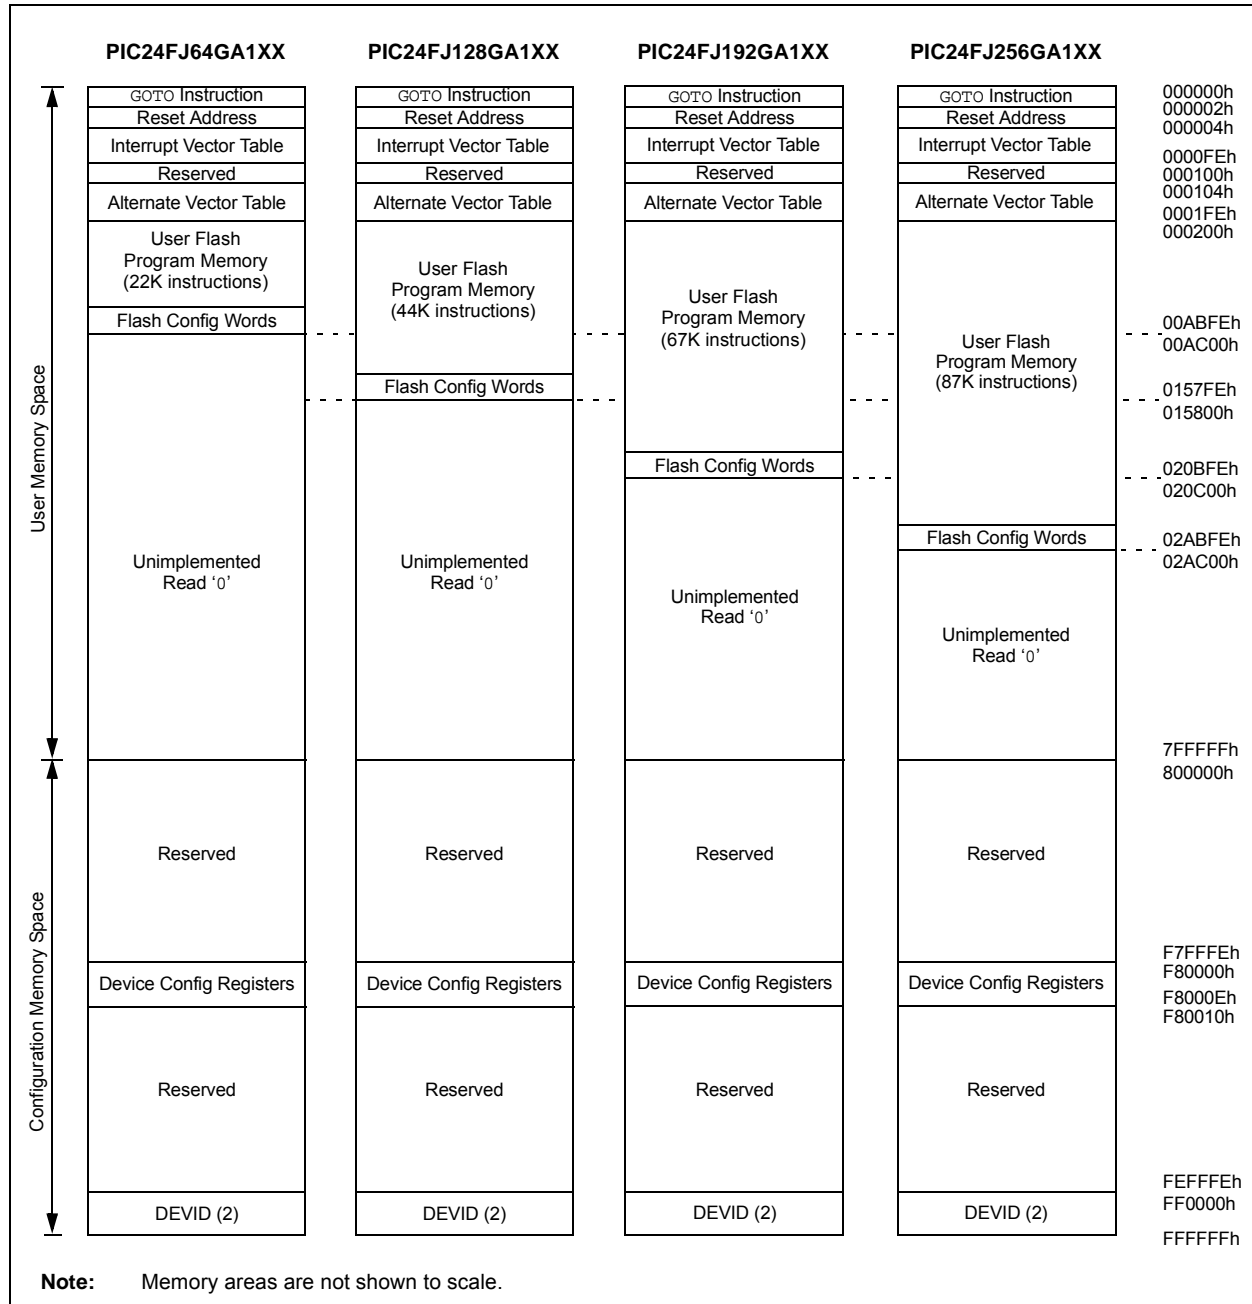 PIC24FJ64GA1XX PIC24FJ128GA1XX PIC24FJ192GA1XX PIC24FJ256GA1XX
GOTO Instruction GOTO Instruction GOTO Instruction GOTO Instruction 000000h
Reset Address Reset Address Reset Address Reset Address 000002h
000004h
Interrupt Vector Table Interrupt Vector Table Interrupt Vector Table Interrupt Vector Table
0000FEh
Reserved Reserved Reserved Reserved 000100h
000104h
Alternate Vector Table Alternate Vector Table Alternate Vector Table Alternate Vector Table
0001FEh
000200h
User Flash
Program Memory
(22K instructions)
User Flash
Program Memory
(44K instructions)
User Flash
Program Memory
(67K instructions)
User Flash
Program Memory
(87K instructions)
Flash Config Words 00ABFEh
00AC00h
Flash Config Words 0157FEh
015800h
Flash Config Words 020BFEh
020C00h
Flash Config Words 02ABFEh
02AC00h
User Memory Space
Unimplemented
Read ‘0’
Unimplemented
Read ‘0’
Unimplemented
Read ‘0’
Unimplemented
Read ‘0’
7FFFFFh
800000h
Reserved Reserved Reserved Reserved
Configuration Memory Space
F7FFFEh
F80000h
Device Config Registers Device Config Registers Device Config Registers Device Config Registers
F8000Eh
F80010h
Reserved Reserved Reserved Reserved
FEFFFEh
FF0000h
DEVID (2) DEVID (2) DEVID (2) DEVID (2)
FFFFFFh
Note: Memory areas are not shown to scale.